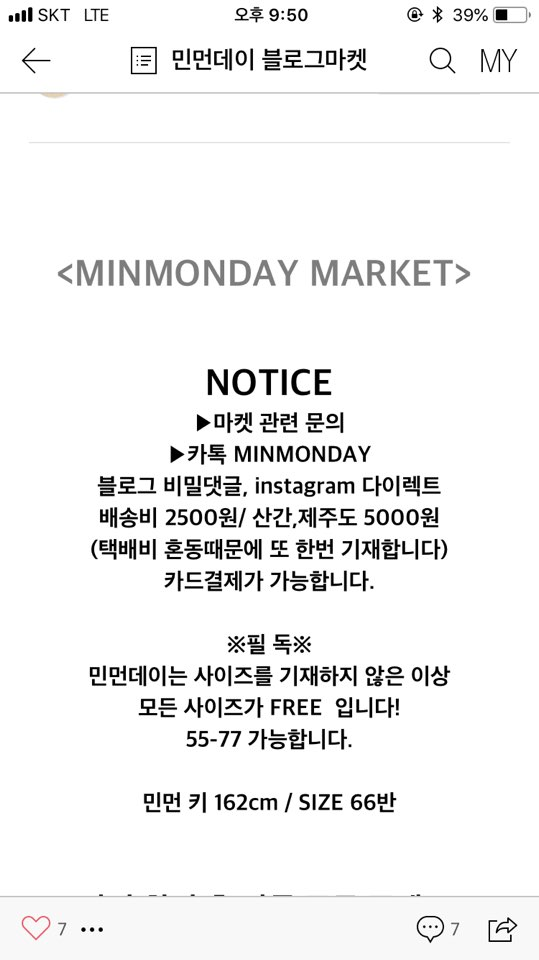 SKT LTE 오후 9:50 39%
민먼데이 블로그마켓 MY
<MINMONDAY MARKET>
NOTICE
▶마켓 관련 문의
▶카톡 MINMONDAY
블로그 비밀댓글, instagram 다이렉트
배송비 2500원/ 산간,제주도 5000원
(택배비 혼동때문에 또 한번 기재합니다)
카드결제가 가능합니다.
※필 독※
민먼데이는 사이즈를 기재하지 않은 이상
모든 사이즈가 FREE 입니다!
55-77 가능합니다.
민먼 키 162cm / SIZE 66반
7 7